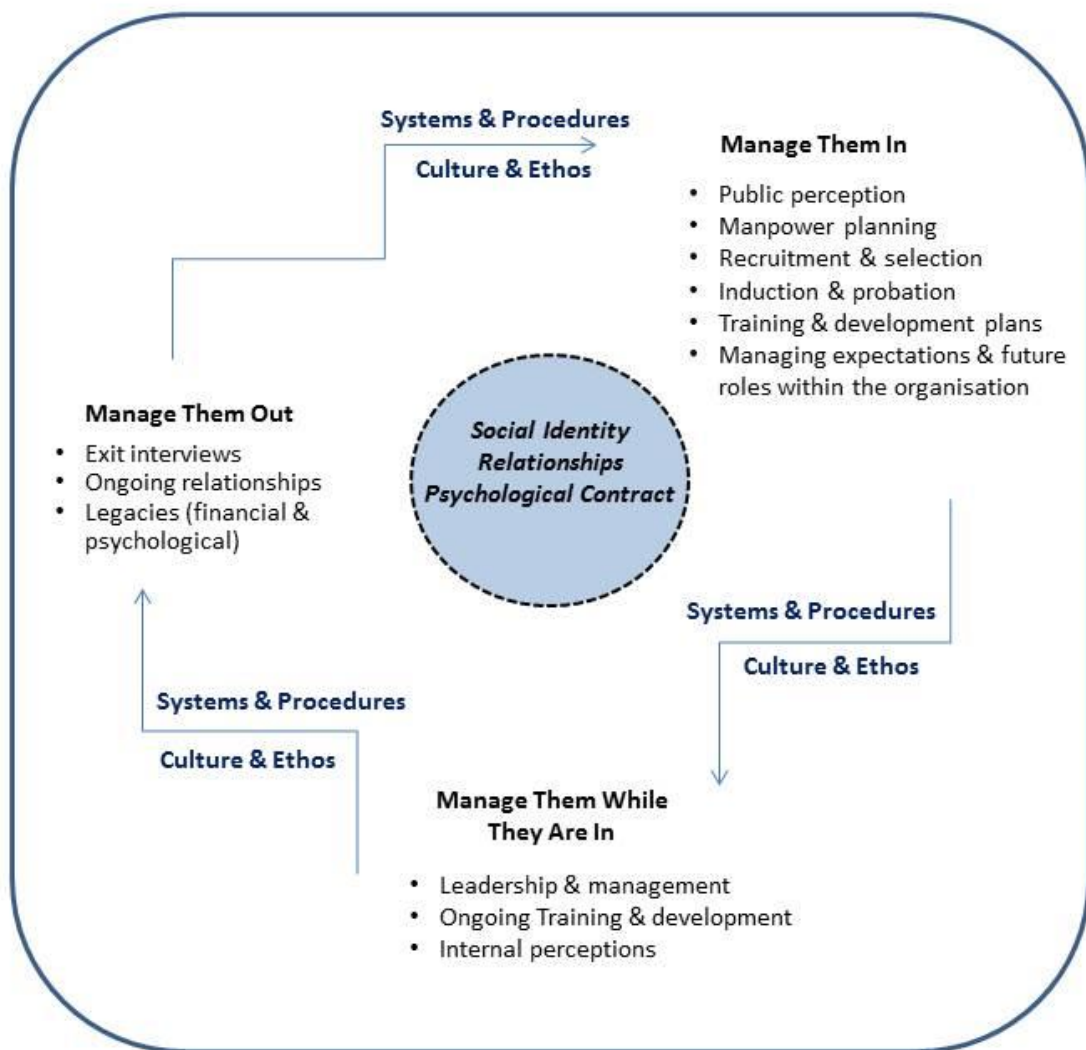 Systems & Procedures
Culture & Ethos
Manage Them In
• Public perception
• Manpower planning
• Recruitment & selection
• Induction & probation
• Training & development plans
• Managing expectations & future
roles within the organisation
Manage Them Out
• Exit interviews
• Ongoing relationships
• Legacies (financial &
psychological)
Social Identity
Relationships
Psychological Contract
Systems & Procedures
Culture & Ethos
Systems & Procedures
Culture & Ethos
Manage Them While
They Are In
• Leadership & management
• Ongoing Training & development
• Internal perceptions